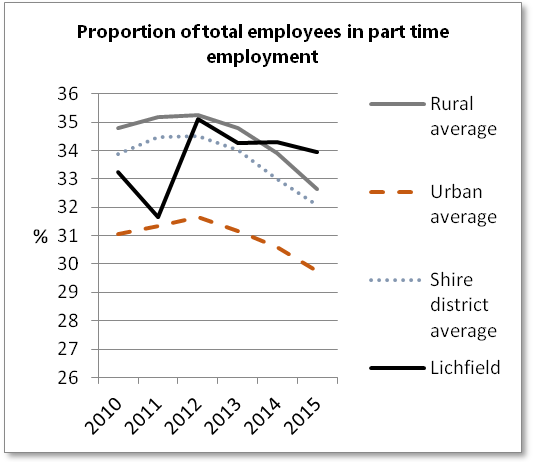 Proportion of total employees in part time
employment
36
35
34
33
32
31
30
29
28
27
26
%
2010
2011
2012
2013
2014
2015
Rural
average
Urban
average
Shire
district
average
Lichfield